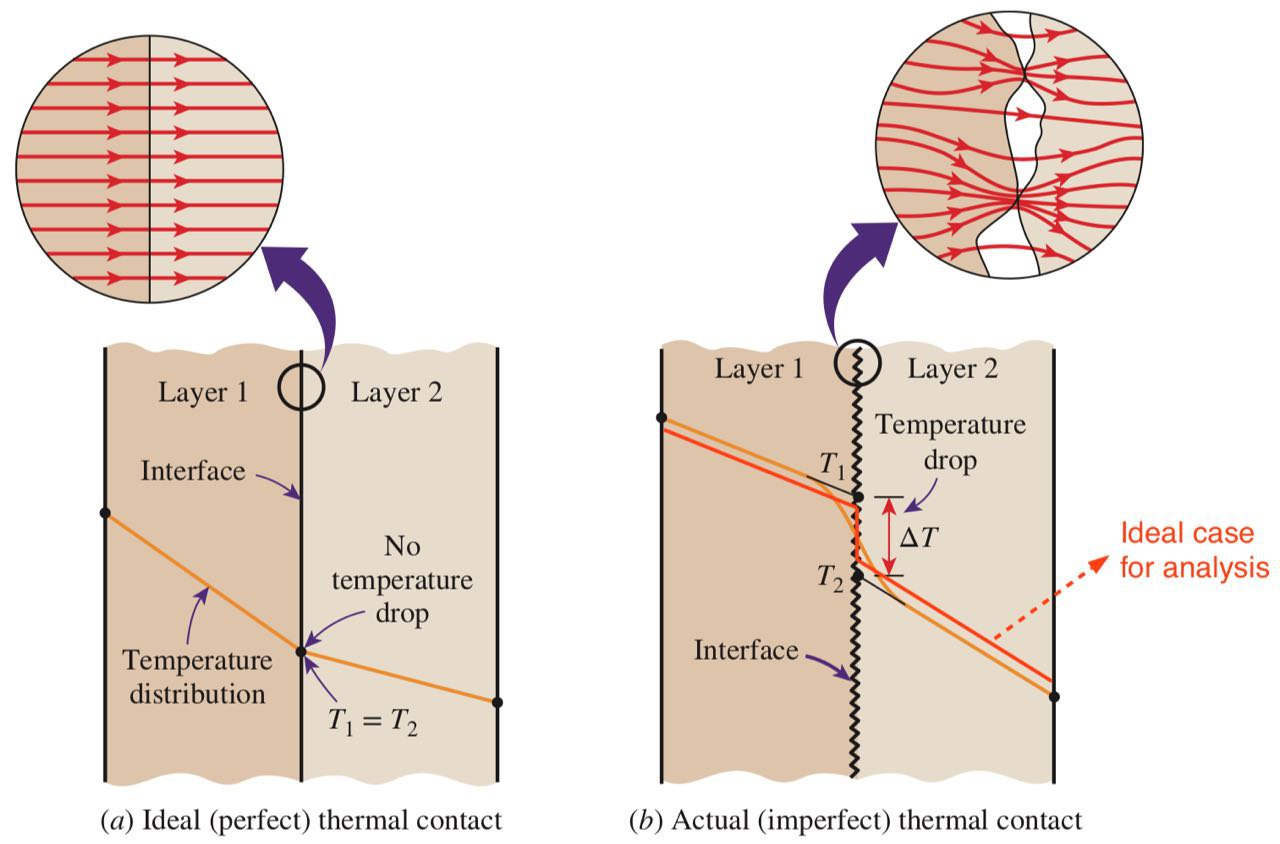 Layer 1
Layer 2
Interface
No
temperature
drop
Temperature
distribution
T₁ = T₂
(a) Ideal (perfect) thermal contact
Layer 1
Layer 2
Temperature
drop
T₁
ΔT
T₂
Ideal case
for analysis
Interface
(b) Actual (imperfect) thermal contact